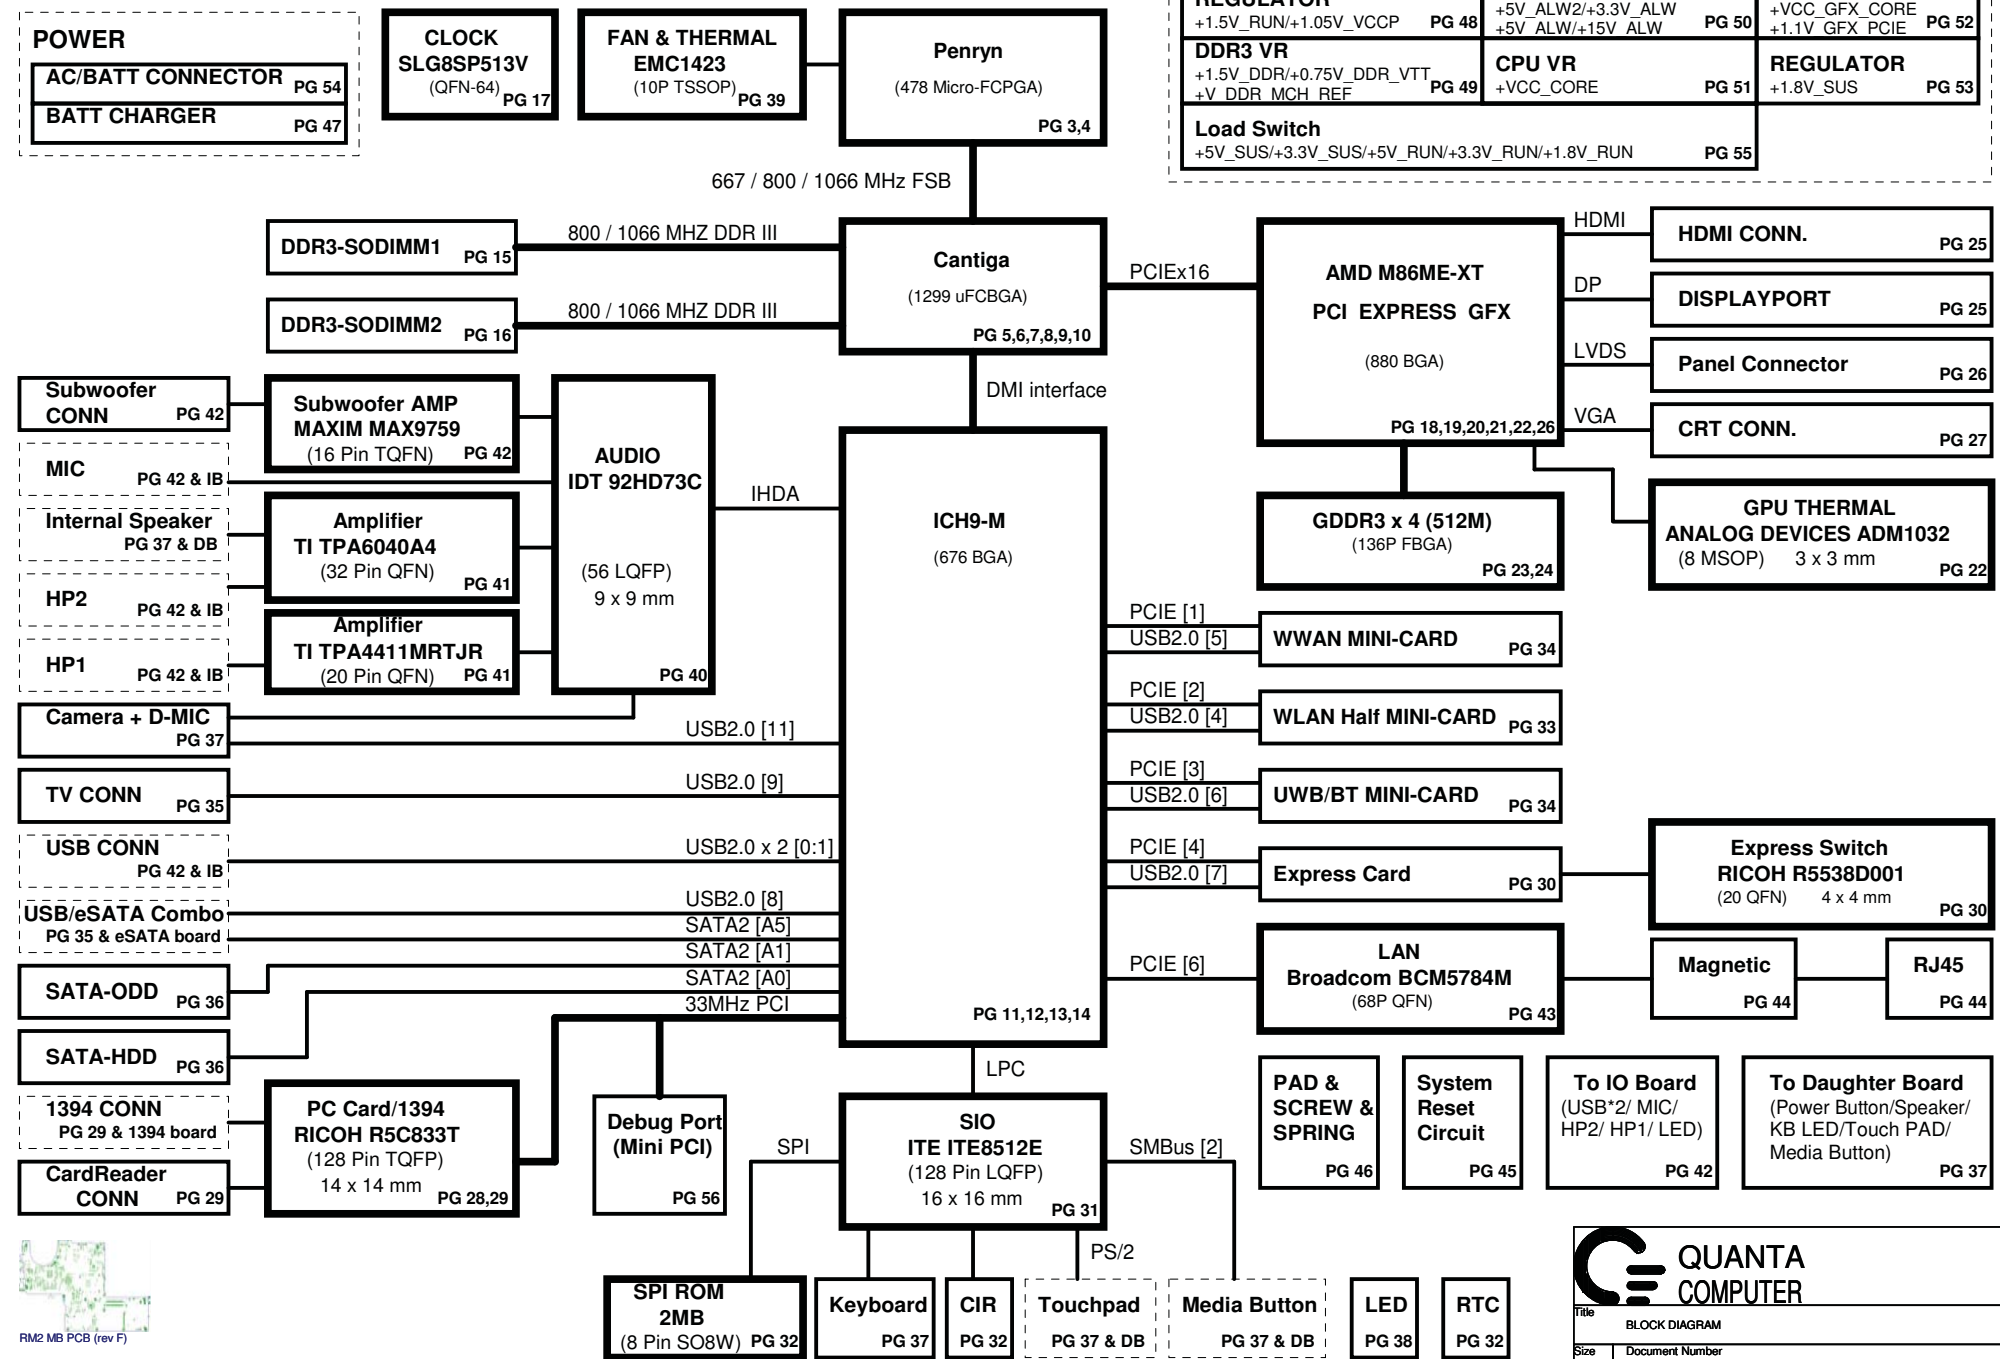 POWER
AC/BATT CONNECTOR PG 54
BATT CHARGER PG 47
CLOCK
SLG8SP513V
(QFN-64) PG 17
FAN & THERMAL
EMC1423
(10P TSSOP) PG 39
Penryn
(478 Micro-FCPGA)
PG 3,4
REGULATOR
+1.5V_RUN/+1.05V_VCCP PG 48
+5V_ALW2/+3.3V_ALW
+5V_ALW/+15V_ALW PG 50
+VCC_GFX_CORE
+1.1V_GFX_PCIE PG 52
DDR3 VR
+1.5V_DDR/+0.75V_DDR_VTT
+V_DDR_MCH_REF PG 49
CPU VR
+VCC_CORE PG 51
REGULATOR
+1.8V_SUS PG 53
Load Switch
+5V_SUS/+3.3V_SUS/+5V_RUN/+3.3V_RUN/+1.8V_RUN PG 55
667 / 800 / 1066 MHz FSB
DDR3-SODIMM1 PG 15
800 / 1066 MHZ DDR III
DDR3-SODIMM2 PG 16
800 / 1066 MHZ DDR III
Cantiga
(1299 uFCBGA)
PG 5,6,7,8,9,10
PCIEx16
AMD M86ME-XT
PCI EXPRESS GFX
(880 BGA)
PG 18,19,20,21,22,26
HDMI
HDMI CONN. PG 25
DP
DISPLAYPORT PG 25
LVDS
Panel Connector PG 26
VGA
CRT CONN. PG 27
DMI interface
Subwoofer
CONN PG 42
Subwoofer AMP
MAXIM MAX9759
(16 Pin TQFN) PG 42
MIC
PG 42 & IB
Internal Speaker
PG 37 & DB
Amplifier
TI TPA6040A4
(32 Pin QFN) PG 41
HP2
PG 42 & IB
Amplifier
TI TPA4411MRTJR
(20 Pin QFN) PG 41
HP1
PG 42 & IB
AUDIO
IDT 92HD73C
(56 LQFP)
9 x 9 mm
PG 40
IHDA
ICH9-M
(676 BGA)
PG 11,12,13,14
GDDR3 x 4 (512M)
(136P FBGA)
PG 23,24
GPU THERMAL
ANALOG DEVICES ADM1032
(8 MSOP) 3 x 3 mm PG 22
Camera + D-MIC
PG 37
USB2.0 [11]
TV CONN PG 35
USB2.0 [9]
USB CONN
PG 42 & IB
USB2.0 x 2 [0:1]
USB/eSATA Combo
PG 35 & eSATA board
USB2.0 [8]
SATA2 [A5]
SATA2 [A1]
SATA2 [A0]
33MHz PCI
SATA-ODD PG 36
SATA-HDD PG 36
PCIE [1]
USB2.0 [5]
WWAN MINI-CARD PG 34
PCIE [2]
USB2.0 [4]
WLAN Half MINI-CARD PG 33
PCIE [3]
USB2.0 [6]
UWB/BT MINI-CARD PG 34
PCIE [4]
USB2.0 [7]
Express Card PG 30
Express Switch
RICOH R5538D001
(20 QFN) 4 x 4 mm
PG 30
PCIE [6]
LAN
Broadcom BCM5784M
(68P QFN)
PG 43
Magnetic
PG 44
RJ45
PG 44
1394 CONN
PG 29 & 1394 board
CardReader
CONN PG 29
PC Card/1394
RICOH R5C833T
(128 Pin TQFP)
14 x 14 mm PG 28,29
Debug Port
(Mini PCI)
PG 56
LPC
SIO
ITE ITE8512E
(128 Pin LQFP)
16 x 16 mm
PG 31
SPI
SMBus [2]
PS/2
PAD &
SCREW &
SPRING
PG 46
System
Reset
Circuit
PG 45
To IO Board
(USB*2/ MIC/
HP2/ HP1/ LED)
PG 42
To Daughter Board
(Power Button/Speaker/
KB LED/Touch PAD/
Media Button)
PG 37
RM2 MB PCB (rev F)
SPI ROM
2MB
(8 Pin SO8W) PG 32
Keyboard
PG 37
CIR
PG 32
Touchpad
PG 37 & DB
Media Button
PG 37 & DB
LED
PG 38
RTC
PG 32
QUANTA
COMPUTER
Title
BLOCK DIAGRAM
Size Document Number